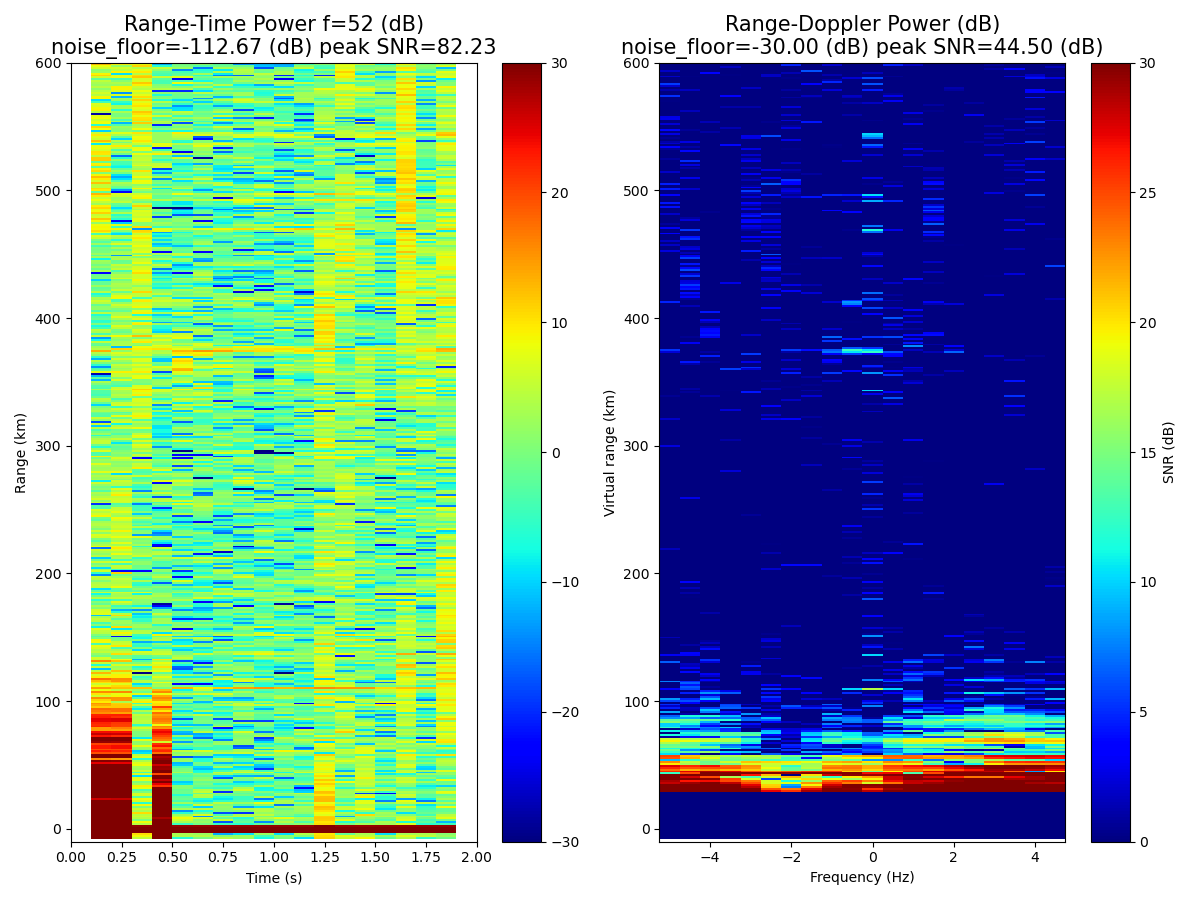 Range-Time Power f=52 (dB)
noise_floor=-112.67 (dB) peak SNR=82.23
Range (km)
600
500
400
300
200
100
0
0.00 0.25 0.50 0.75 1.00 1.25 1.50 1.75 2.00
Time (s)
30
20
10
0
−10
−20
−30
Range-Doppler Power (dB)
noise_floor=-30.00 (dB) peak SNR=44.50 (dB)
Virtual range (km)
600
500
400
300
200
100
0
−4 −2 0 2 4
Frequency (Hz)
30
25
20
15
10
5
0
SNR (dB)